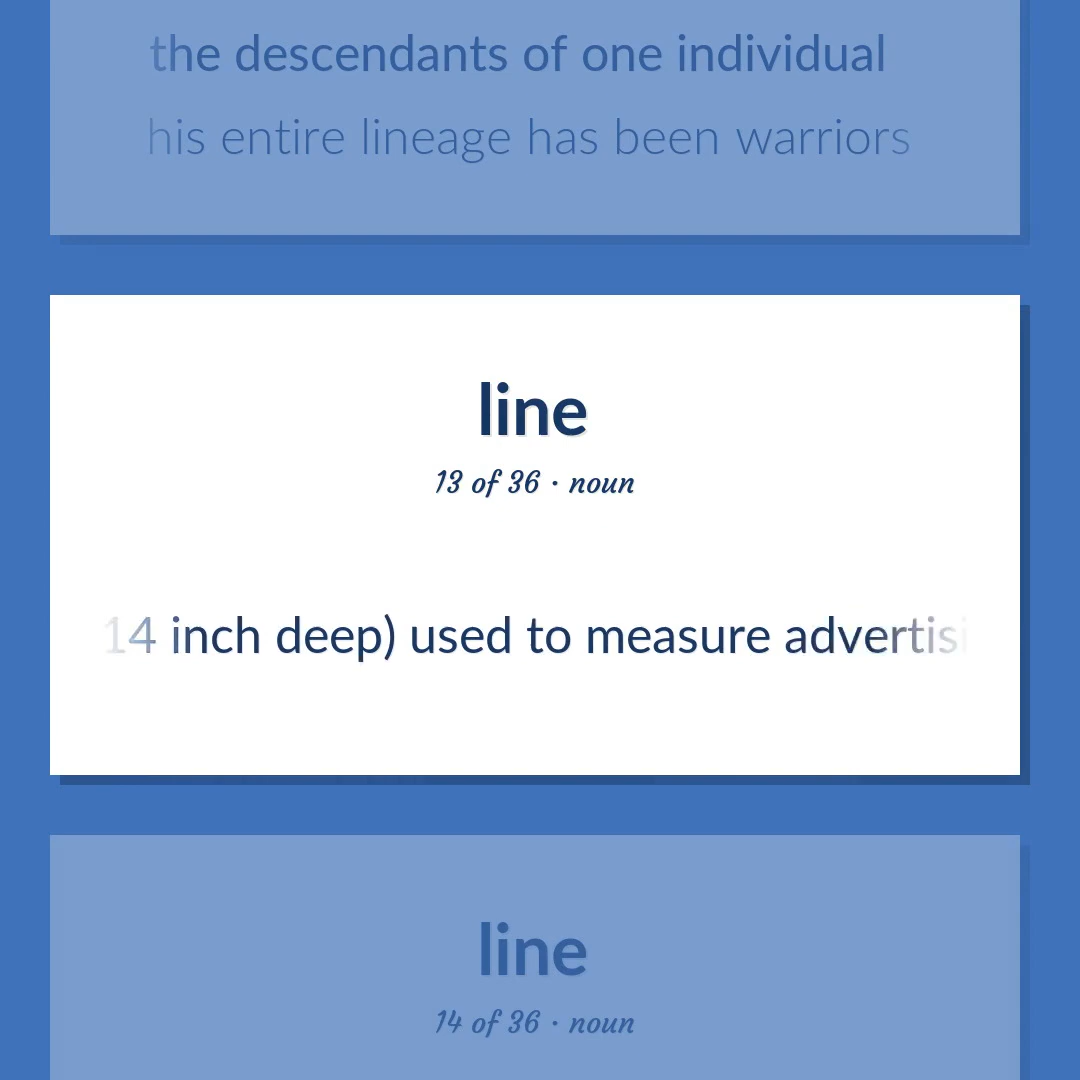 the descendants of one individual
his entire lineage has been warriors
line
13 of 36 · noun
14 inch deep) used to measure advertisi
line
14 of 36 · noun